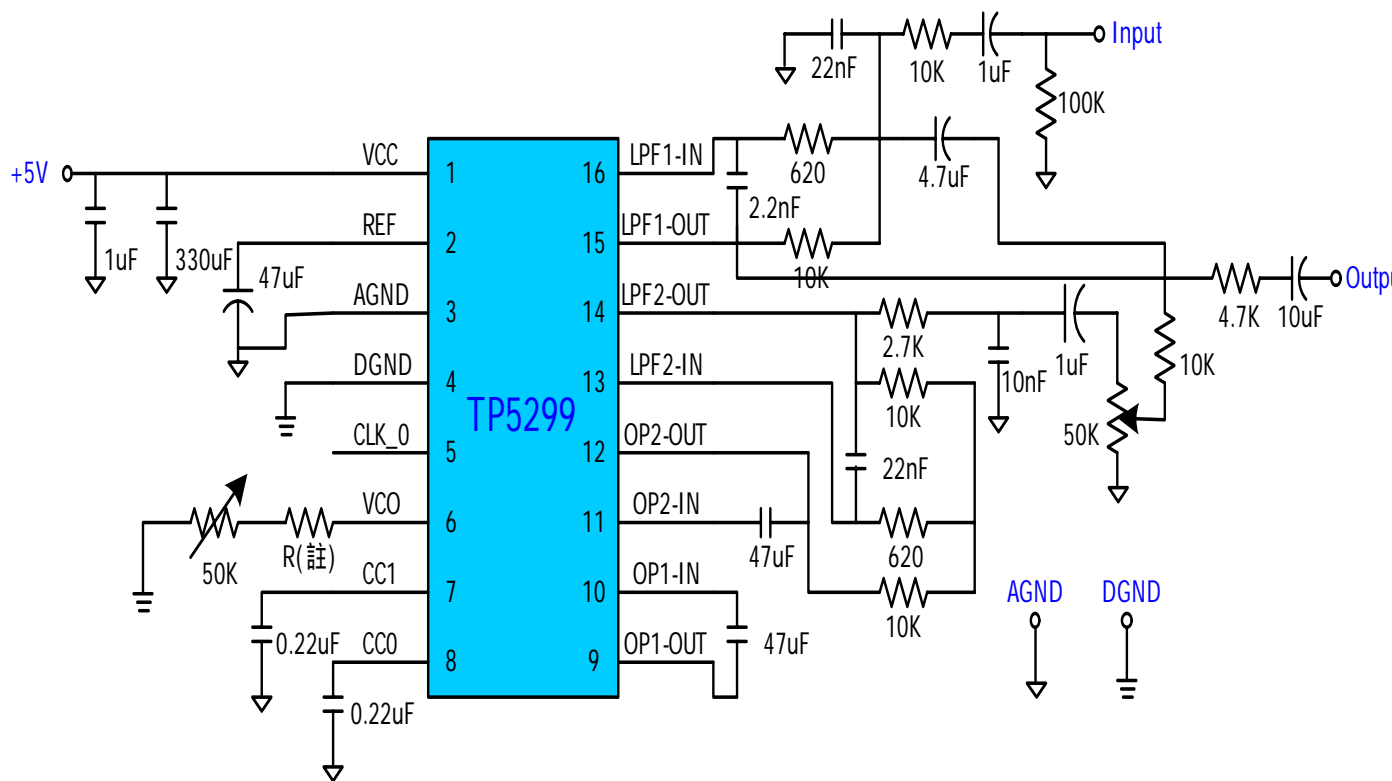 Input
22nF
10K
1uF
100K
+5V
VCC
1
16
LPF1-IN
620
4.7uF
2.2nF
1uF
330uF
REF
2
15
LPF1-OUT
10K
47uF
AGND
3
14
LPF2-OUT
2.7K
1uF
4.7K
10uF
Outpu
10nF
10K
DGND
4
13
LPF2-IN
10K
TP5299
50K
CLK_0
5
12
OP2-OUT
22nF
VCO
6
11
OP2-IN
47uF
620
50K
R(註)
CC1
7
10
OP1-IN
10K
AGND
DGND
0.22uF
CC0
8
9
OP1-OUT
47uF
0.22uF